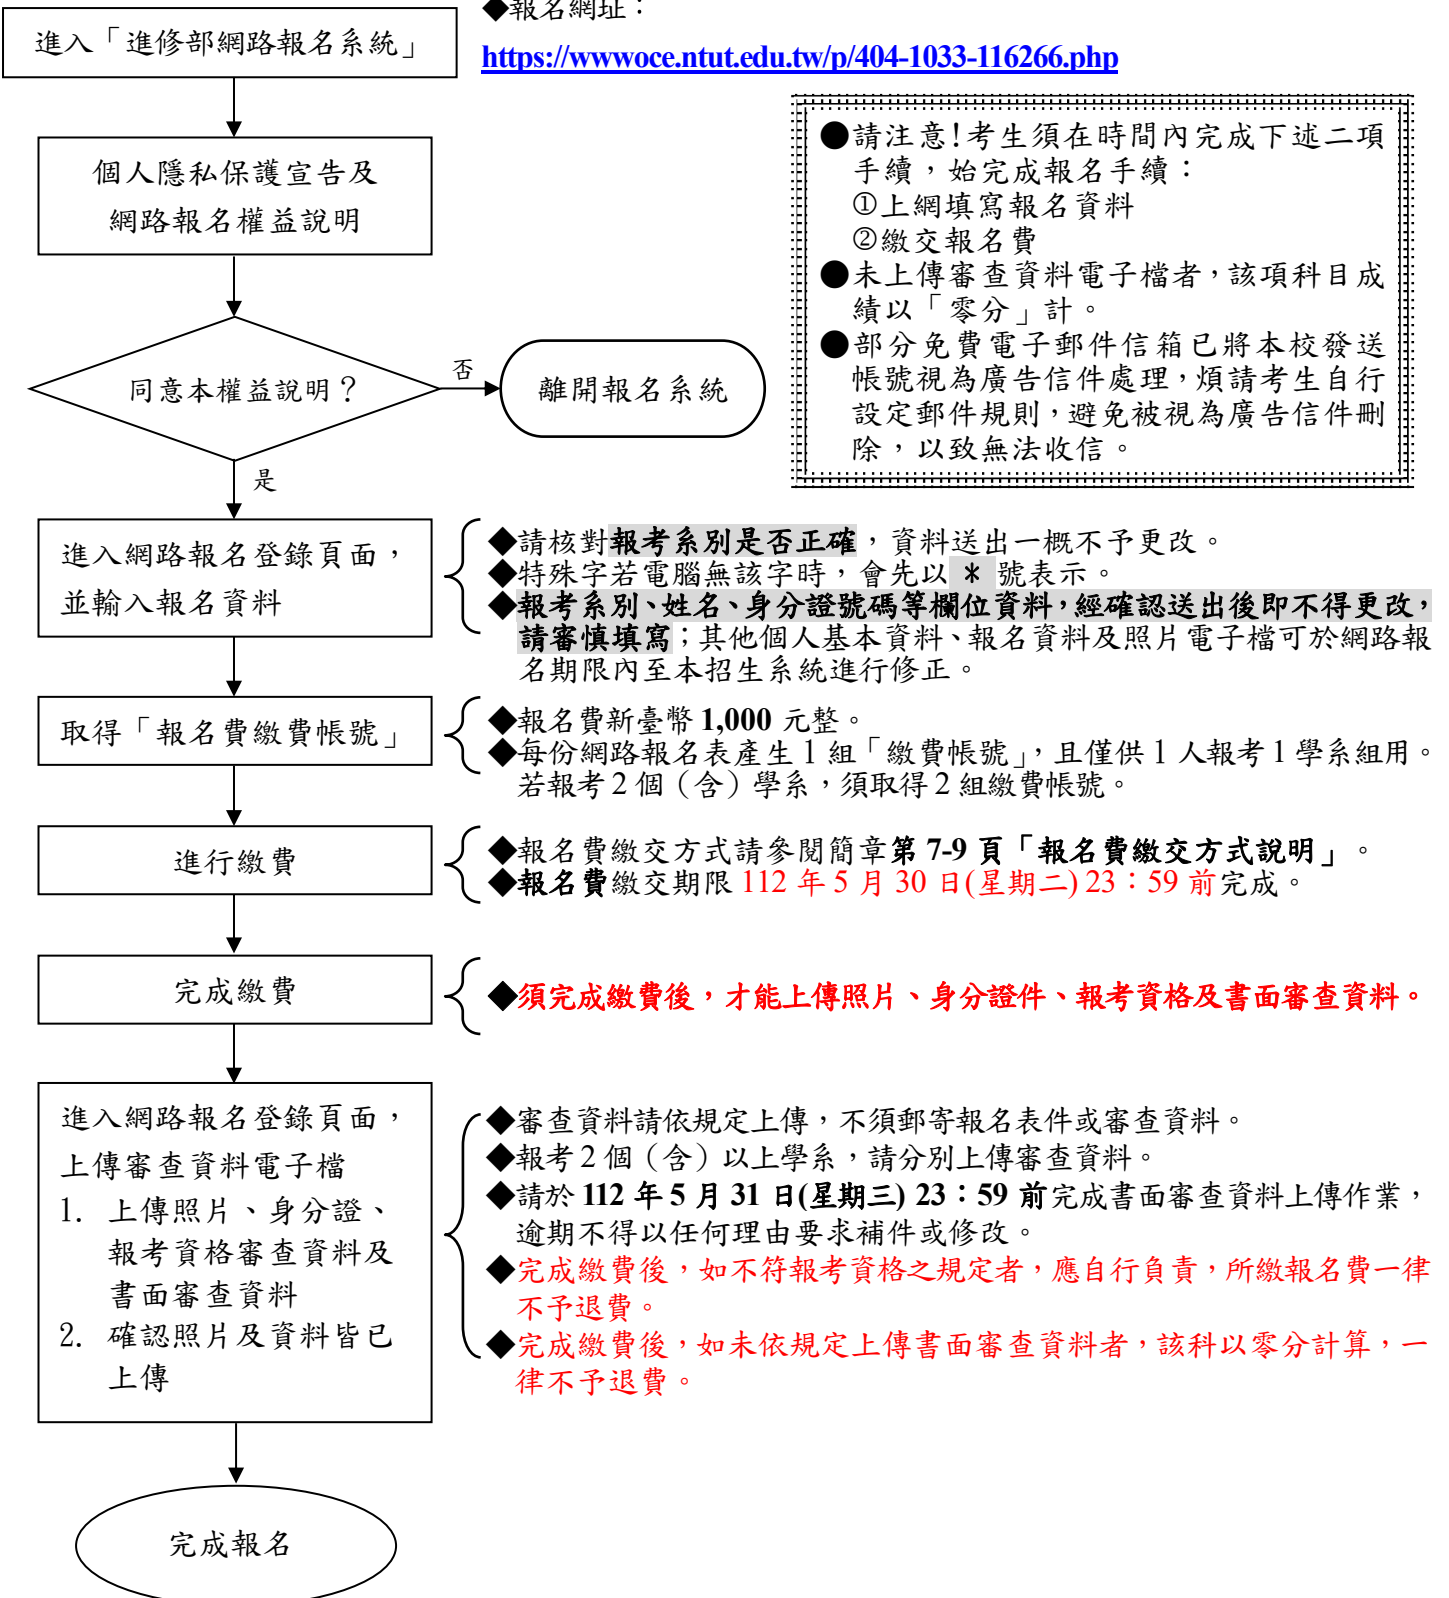 ◆報名網址：
進入「進修部網路報名系統」
https://wwwoce.ntut.edu.tw/p/404-1033-116266.php
個人隱私保護宣告及
網路報名權益說明
●請注意!考生須在時間內完成下述二項
手續，始完成報名手續：
①上網填寫報名資料
②繳交報名費
●未上傳審查資料電子檔者，該項科目成
績以「零分」計。
●部分免費電子郵件信箱已將本校發送
帳號視為廣告信件處理，煩請考生自行
設定郵件規則，避免被視為廣告信件刪
除，以致無法收信。
同意本權益說明？
否
離開報名系統
是
進入網路報名登錄頁面，
並輸入報名資料
◆請核對報考系別是否正確，資料送出一概不予更改。
◆特殊字若電腦無該字時，會先以 * 號表示。
◆報考系別、姓名、身分證號碼等欄位資料，經確認送出後即不得更改，
請審慎填寫；其他個人基本資料、報名資料及照片電子檔可於網路報
名期限內至本招生系統進行修正。
取得「報名費繳費帳號」
◆報名費新臺幣 1,000 元整。
◆每份網路報名表產生 1 組「繳費帳號」，且僅供 1 人報考 1 學系組用。
若報考 2 個（含）學系，須取得 2 組繳費帳號。
進行繳費
◆報名費繳交方式請參閱簡章第 7-9 頁「報名費繳交方式說明」。
◆報名費繳交期限 112 年 5 月 30 日(星期二) 23：59 前完成。
完成繳費
◆須完成繳費後，才能上傳照片、身分證件、報考資格及書面審查資料。
進入網路報名登錄頁面，
上傳審查資料電子檔
1. 上傳照片、身分證、
報考資格審查資料及
書面審查資料
2. 確認照片及資料皆已
上傳
◆審查資料請依規定上傳，不須郵寄報名表件或審查資料。
◆報考 2 個（含）以上學系，請分別上傳審查資料。
◆請於 112 年 5 月 31 日(星期三) 23：59 前完成書面審查資料上傳作業，
逾期不得以任何理由要求補件或修改。
◆完成繳費後，如不符報考資格之規定者，應自行負責，所繳報名費一律
不予退費。
◆完成繳費後，如未依規定上傳書面審查資料者，該科以零分計算，一
律不予退費。
完成報名